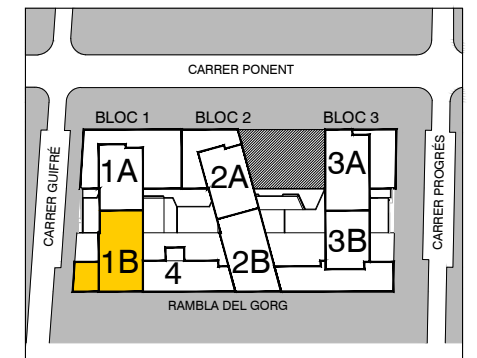 CARRER PONENT
BLOC 1 BLOC 2 BLOC 3
CARRER GUIFRÉ
CARRER PROGRÉS
1A 2A 3A
1B 4 2B 3B
RAMBLA DEL GORG